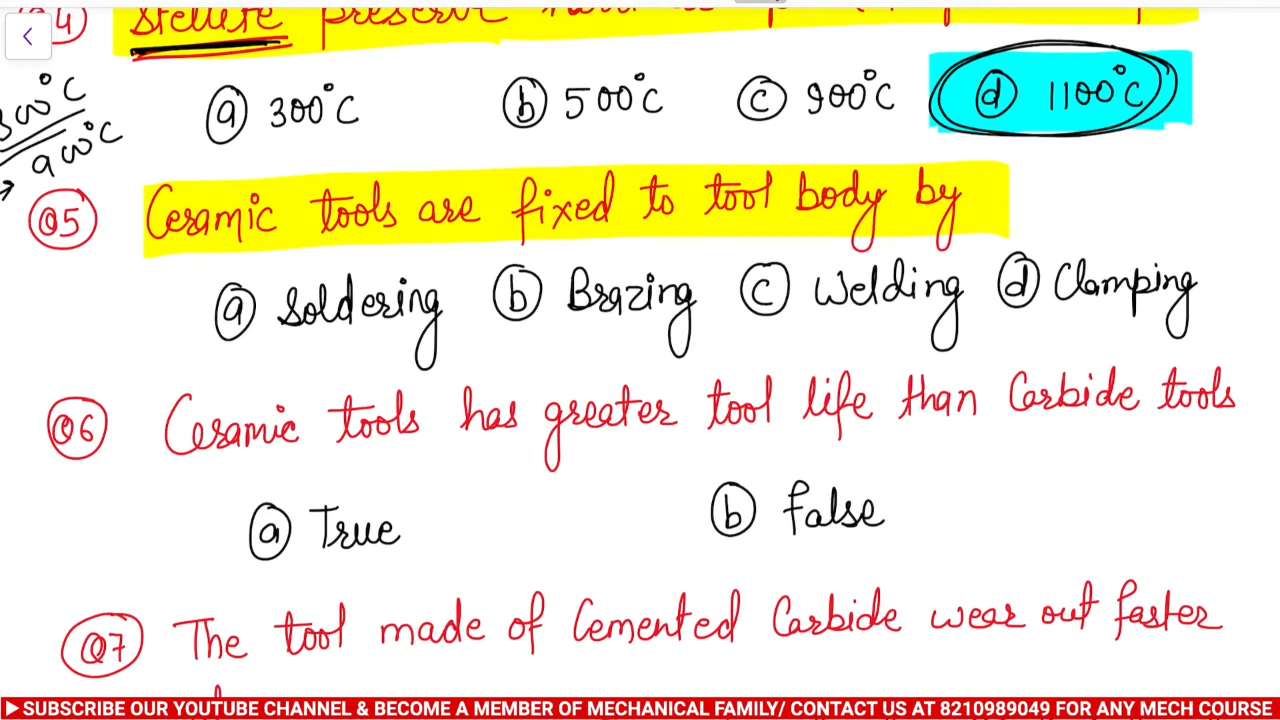 Q4 Stellite preserve
300°C
900°C
(a) 300°C (b) 500°C (c) 900°C (d) 1100°C
Q5 Ceramic tools are fixed to tool body by
(a) Soldering (b) Brazing (c) Welding (d) Clamping
Q6 Ceramic tools has greater tool life than Carbide tools
(a) True (b) False
Q7 The tool made of Cemented Carbide wear out faster
▶ SUBSCRIBE OUR YOUTUBE CHANNEL & BECOME A MEMBER OF MECHANICAL FAMILY/ CONTACT US AT 8210989049 FOR ANY MECH COURSE